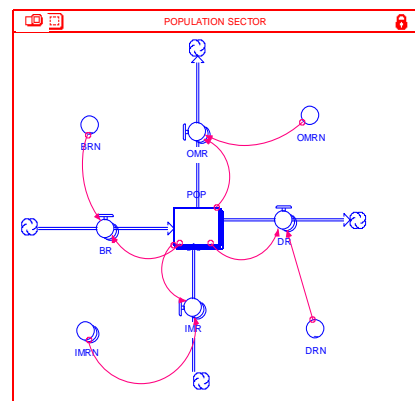 POPULATION SECTOR
BRN
OMRN
OMR
POP
BR
DR
IMR
IMRN
DRN